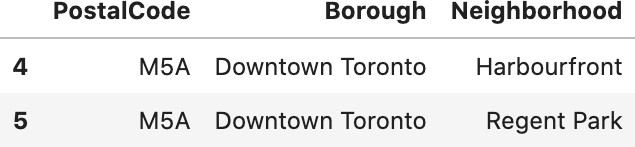 PostalCode Borough Neighborhood
4 M5A Downtown Toronto Harbourfront
5 M5A Downtown Toronto Regent Park